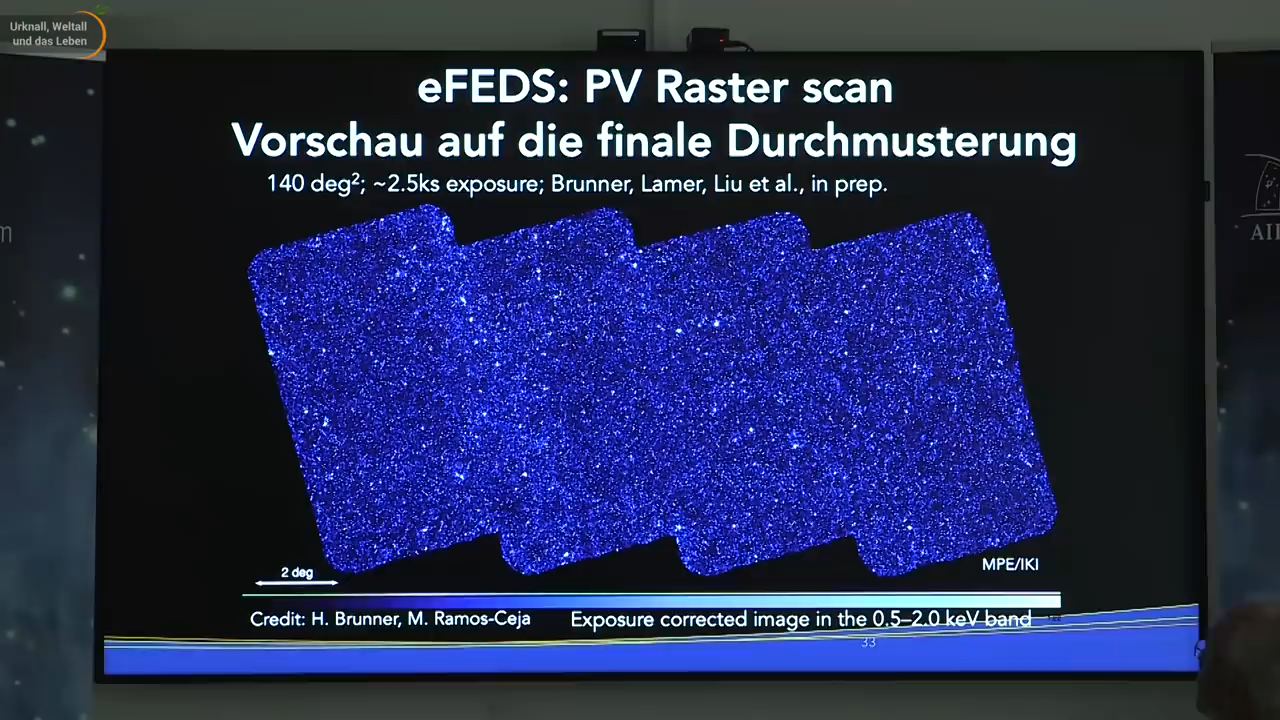 Urknall, Weltall
und das Leben
eFEDS: PV Raster scan
Vorschau auf die finale Durchmusterung
140 deg²; ~2.5ks exposure; Brunner, Lamer, Liu et al., in prep.
m
AI
2 deg
MPE/IKI
Credit: H. Brunner, M. Ramos-Ceja
Exposure corrected image in the 0.5–2.0 keV band
33